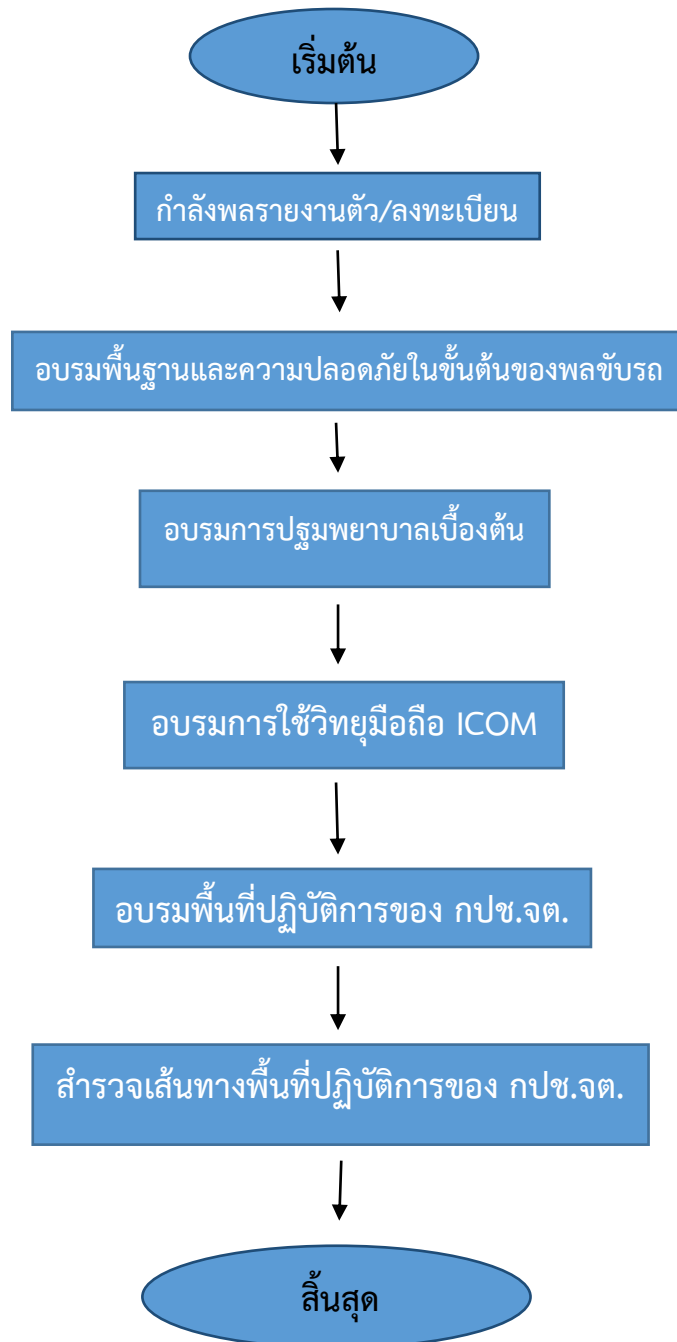 เริ่มต้น
กำลังพลรายงานตัว/ลงทะเบียน
อบรมพื้นฐานและความปลอดภัยในขั้นต้นของพลขับรถ
อบรมการปฐมพยาบาลเบื้องต้น
อบรมการใช้วิทยุมือถือ ICOM
อบรมพื้นที่ปฏิบัติการของ กปช.จต.
สำรวจเส้นทางพื้นที่ปฏิบัติการของ กปช.จต.
สิ้นสุด